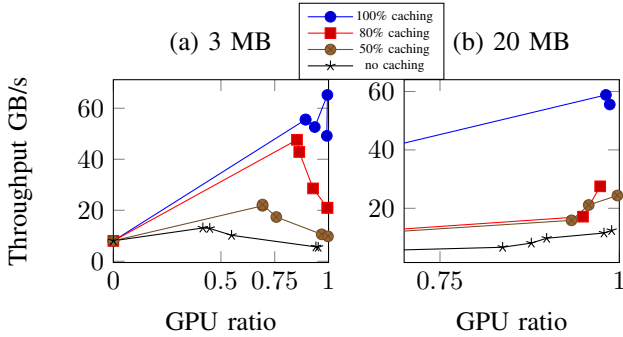 100% caching
80% caching
50% caching
no caching
(a) 3 MB
(b) 20 MB
Throughput GB/s
60
40
20
0
0
0.5
0.75
1
GPU ratio
60
40
20
0.75
1
GPU ratio